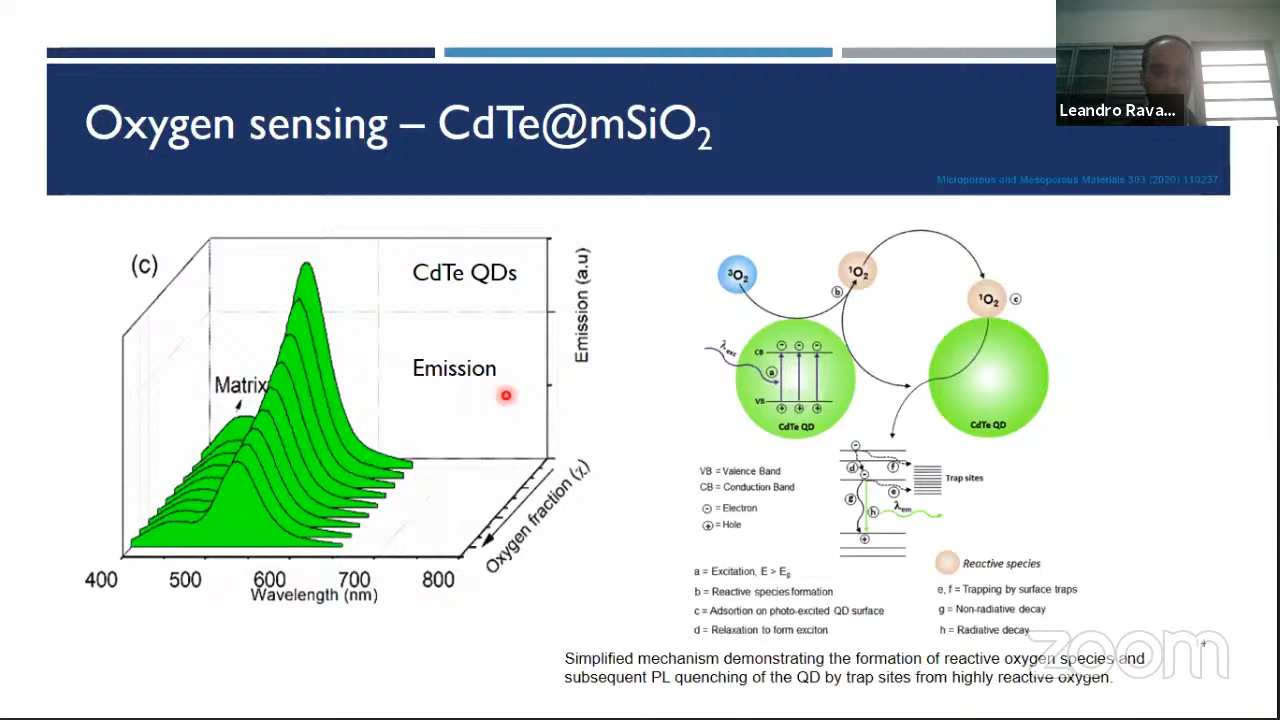 Oxygen sensing – CdTe@mSiO2
Leandro Rava...
Microporous and Mesoporous Materials 303 (2020) 110237
(c)
CdTe QDs
Emission
Matrix
Emission (a.u)
Oxygen fraction (χ)
400 500 600 700 800
Wavelength (nm)
³O₂
¹O₂
¹O₂
b
c
λexc
a
CB
VB
CdTe QD
CdTe QD
d
f
e
g
h
λem
Trap sites
VB = Valence Band
CB = Conduction Band
⊖ = Electron
⊕ = Hole
a = Excitation, E > Eg
b = Reactive species formation
c = Adsortion on photo-excited QD surface
d = Relaxation to form exciton
Reactive species
e, f = Trapping by surface traps
g = Non-radiative decay
h = Radiative decay
zoom
Simplified mechanism demonstrating the formation of reactive oxygen species and
subsequent PL quenching of the QD by trap sites from highly reactive oxygen.